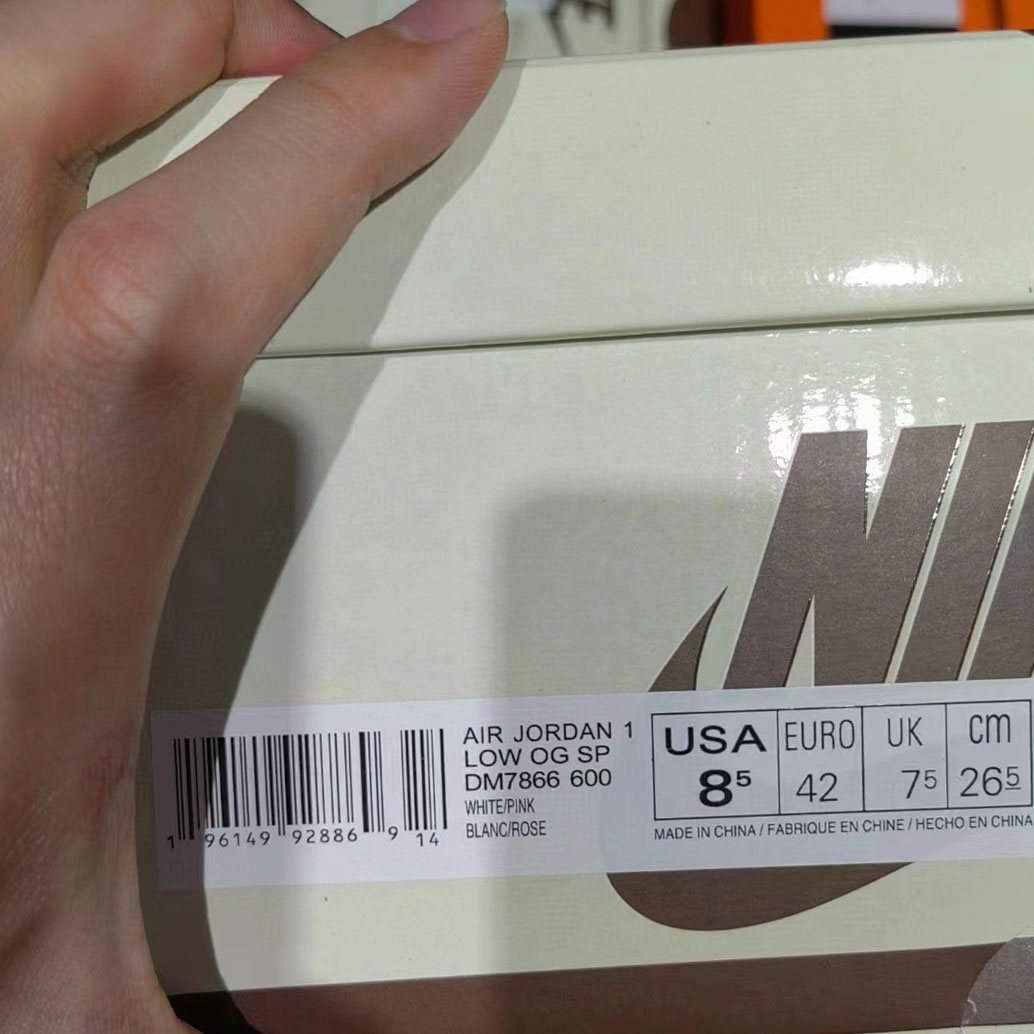 NI
AIR JORDAN 1
LOW OG SP
DM7866 600
WHITE/PINK
BLANC/ROSE
1 96149 92886 9 14
USA EURO UK cm
8⁵ 42 7⁵ 26⁵
MADE IN CHINA / FABRIQUE EN CHINE / HECHO EN CHINA